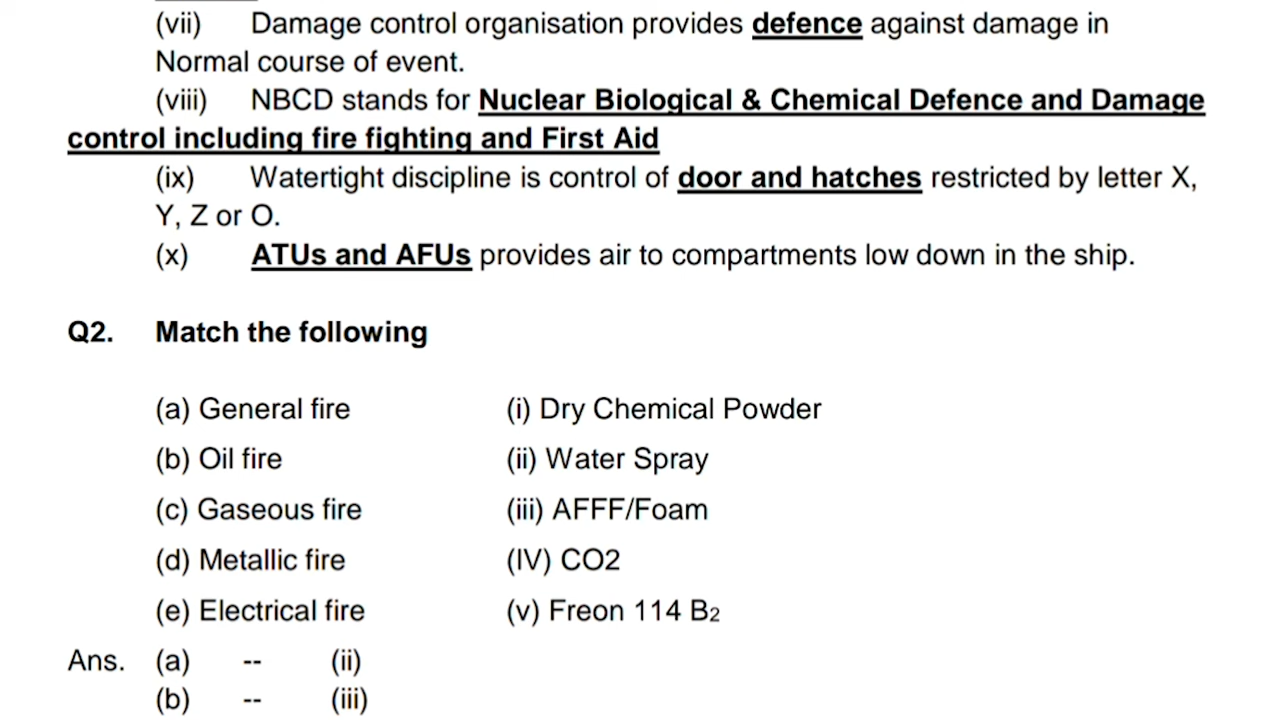 (vii) Damage control organisation provides defence against damage in
Normal course of event.
(viii) NBCD stands for Nuclear Biological & Chemical Defence and Damage
control including fire fighting and First Aid
(ix) Watertight discipline is control of door and hatches restricted by letter X,
Y, Z or O.
(x) ATUs and AFUs provides air to compartments low down in the ship.
Q2. Match the following
(a) General fire (i) Dry Chemical Powder
(b) Oil fire (ii) Water Spray
(c) Gaseous fire (iii) AFFF/Foam
(d) Metallic fire (IV) CO2
(e) Electrical fire (v) Freon 114 B2
Ans. (a) -- (ii)
(b) -- (iii)